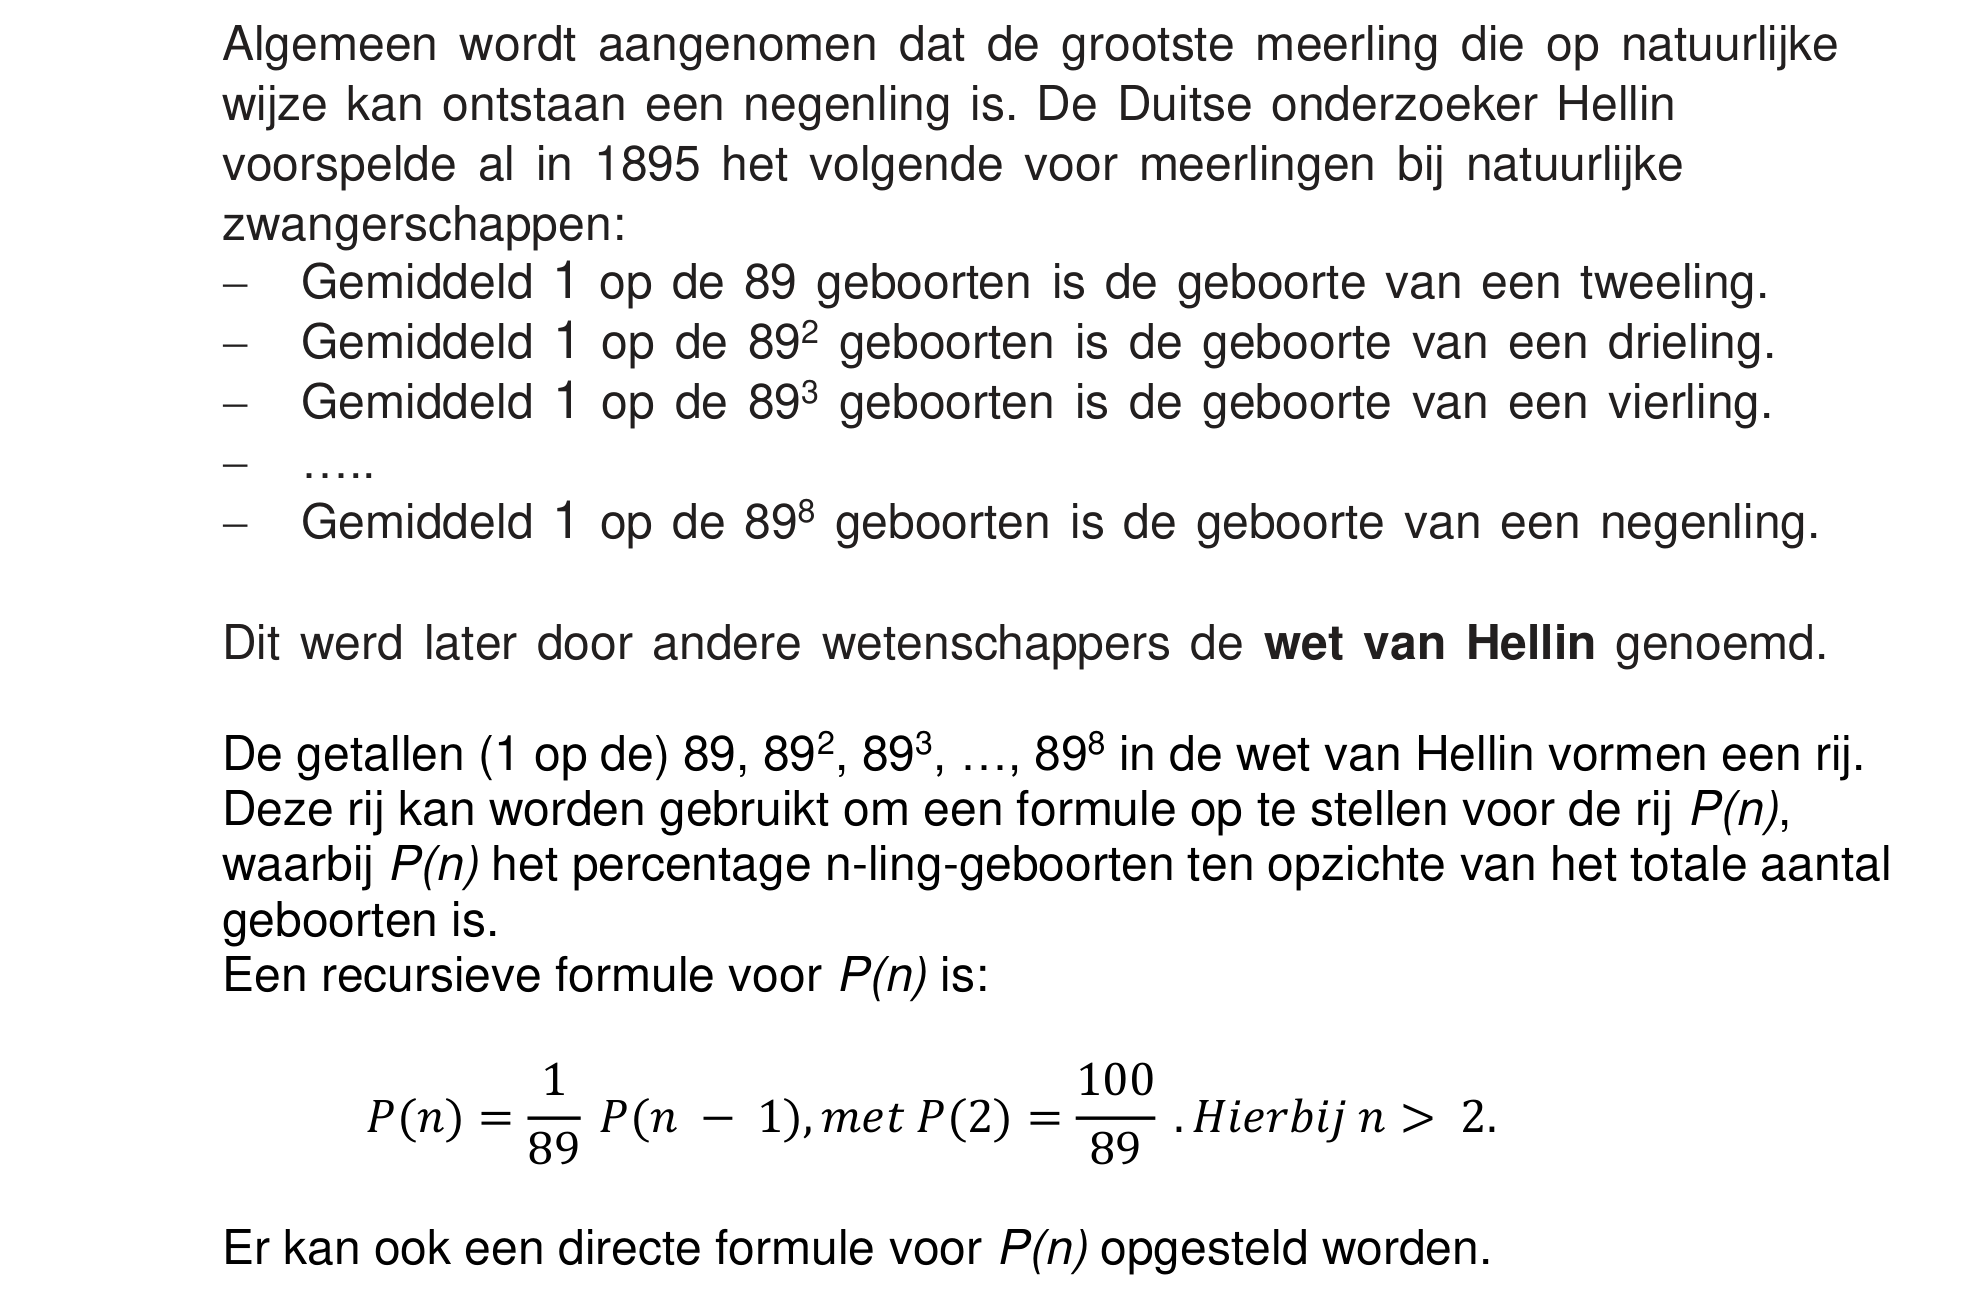 Algemeen wordt aangenomen dat de grootste meerling die op natuurlijke
wijze kan ontstaan een negenling is. De Duitse onderzoeker Hellin
voorspelde al in 1895 het volgende voor meerlingen bij natuurlijke
zwangerschappen:
– Gemiddeld 1 op de 89 geboorten is de geboorte van een tweeling.
– Gemiddeld 1 op de 89² geboorten is de geboorte van een drieling.
– Gemiddeld 1 op de 89³ geboorten is de geboorte van een vierling.
– …..
– Gemiddeld 1 op de 89⁸ geboorten is de geboorte van een negenling.
Dit werd later door andere wetenschappers de wet van Hellin genoemd.
De getallen (1 op de) 89, 89², 89³, …, 89⁸ in de wet van Hellin vormen een rij.
Deze rij kan worden gebruikt om een formule op te stellen voor de rij P(n),
waarbij P(n) het percentage n-ling-geboorten ten opzichte van het totale aantal
geboorten is.
Een recursieve formule voor P(n) is:
P(n) = 1/89 P(n − 1), met P(2) = 100/89 . Hierbij n > 2.
Er kan ook een directe formule voor P(n) opgesteld worden.